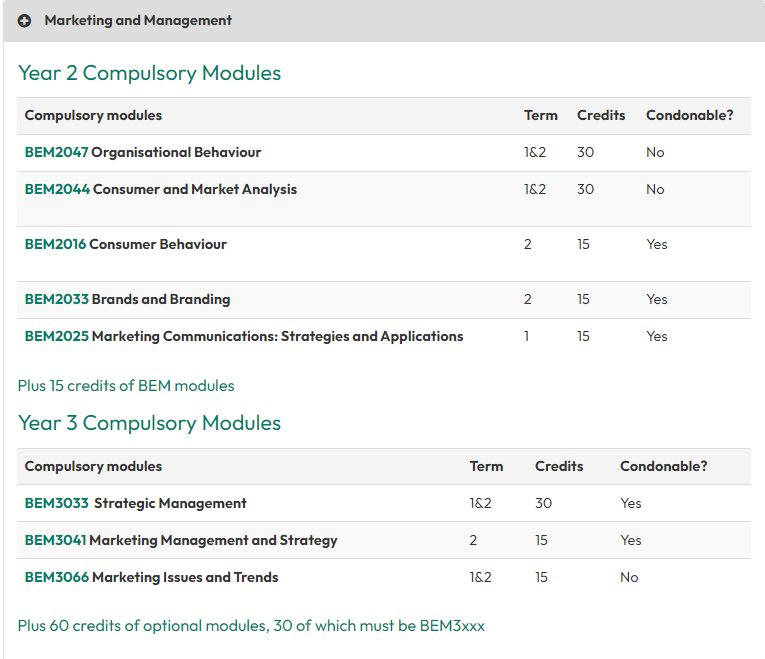 Marketing and Management
Year 2 Compulsory Modules
Compulsory modules Term Credits Condonable?
BEM2047 Organisational Behaviour 1&2 30 No
BEM2044 Consumer and Market Analysis 1&2 30 No
BEM2016 Consumer Behaviour 2 15 Yes
BEM2033 Brands and Branding 2 15 Yes
BEM2025 Marketing Communications: Strategies and Applications 1 15 Yes
Plus 15 credits of BEM modules
Year 3 Compulsory Modules
Compulsory modules Term Credits Condonable?
BEM3033 Strategic Management 1&2 30 Yes
BEM3041 Marketing Management and Strategy 2 15 Yes
BEM3066 Marketing Issues and Trends 1&2 15 No
Plus 60 credits of optional modules, 30 of which must be BEM3xxx